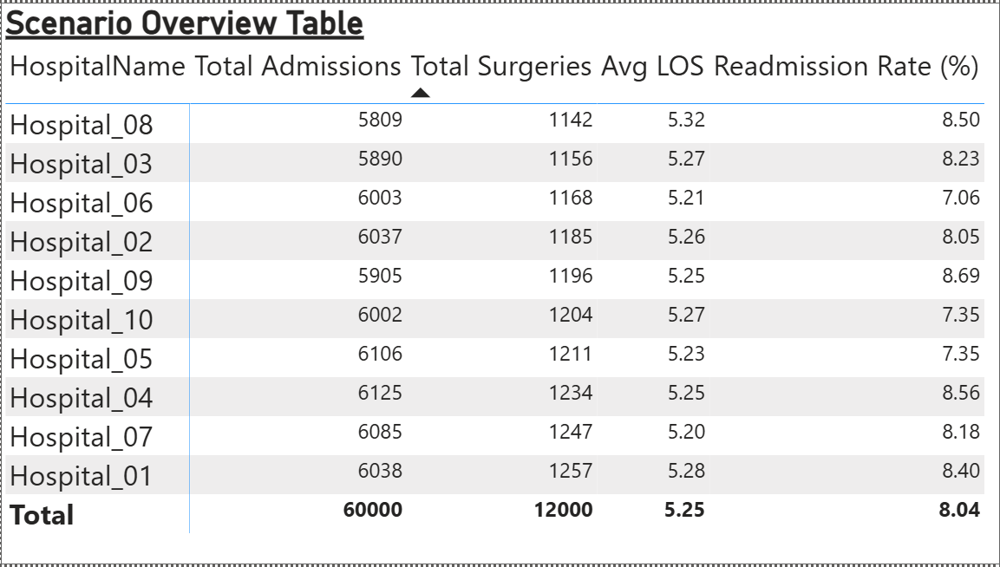 Scenario Overview Table
HospitalName Total Admissions Total Surgeries Avg LOS Readmission Rate (%)
Hospital_08 5809 1142 5.32 8.50
Hospital_03 5890 1156 5.27 8.23
Hospital_06 6003 1168 5.21 7.06
Hospital_02 6037 1185 5.26 8.05
Hospital_09 5905 1196 5.25 8.69
Hospital_10 6002 1204 5.27 7.35
Hospital_05 6106 1211 5.23 7.35
Hospital_04 6125 1234 5.25 8.56
Hospital_07 6085 1247 5.20 8.18
Hospital_01 6038 1257 5.28 8.40
Total 60000 12000 5.25 8.04